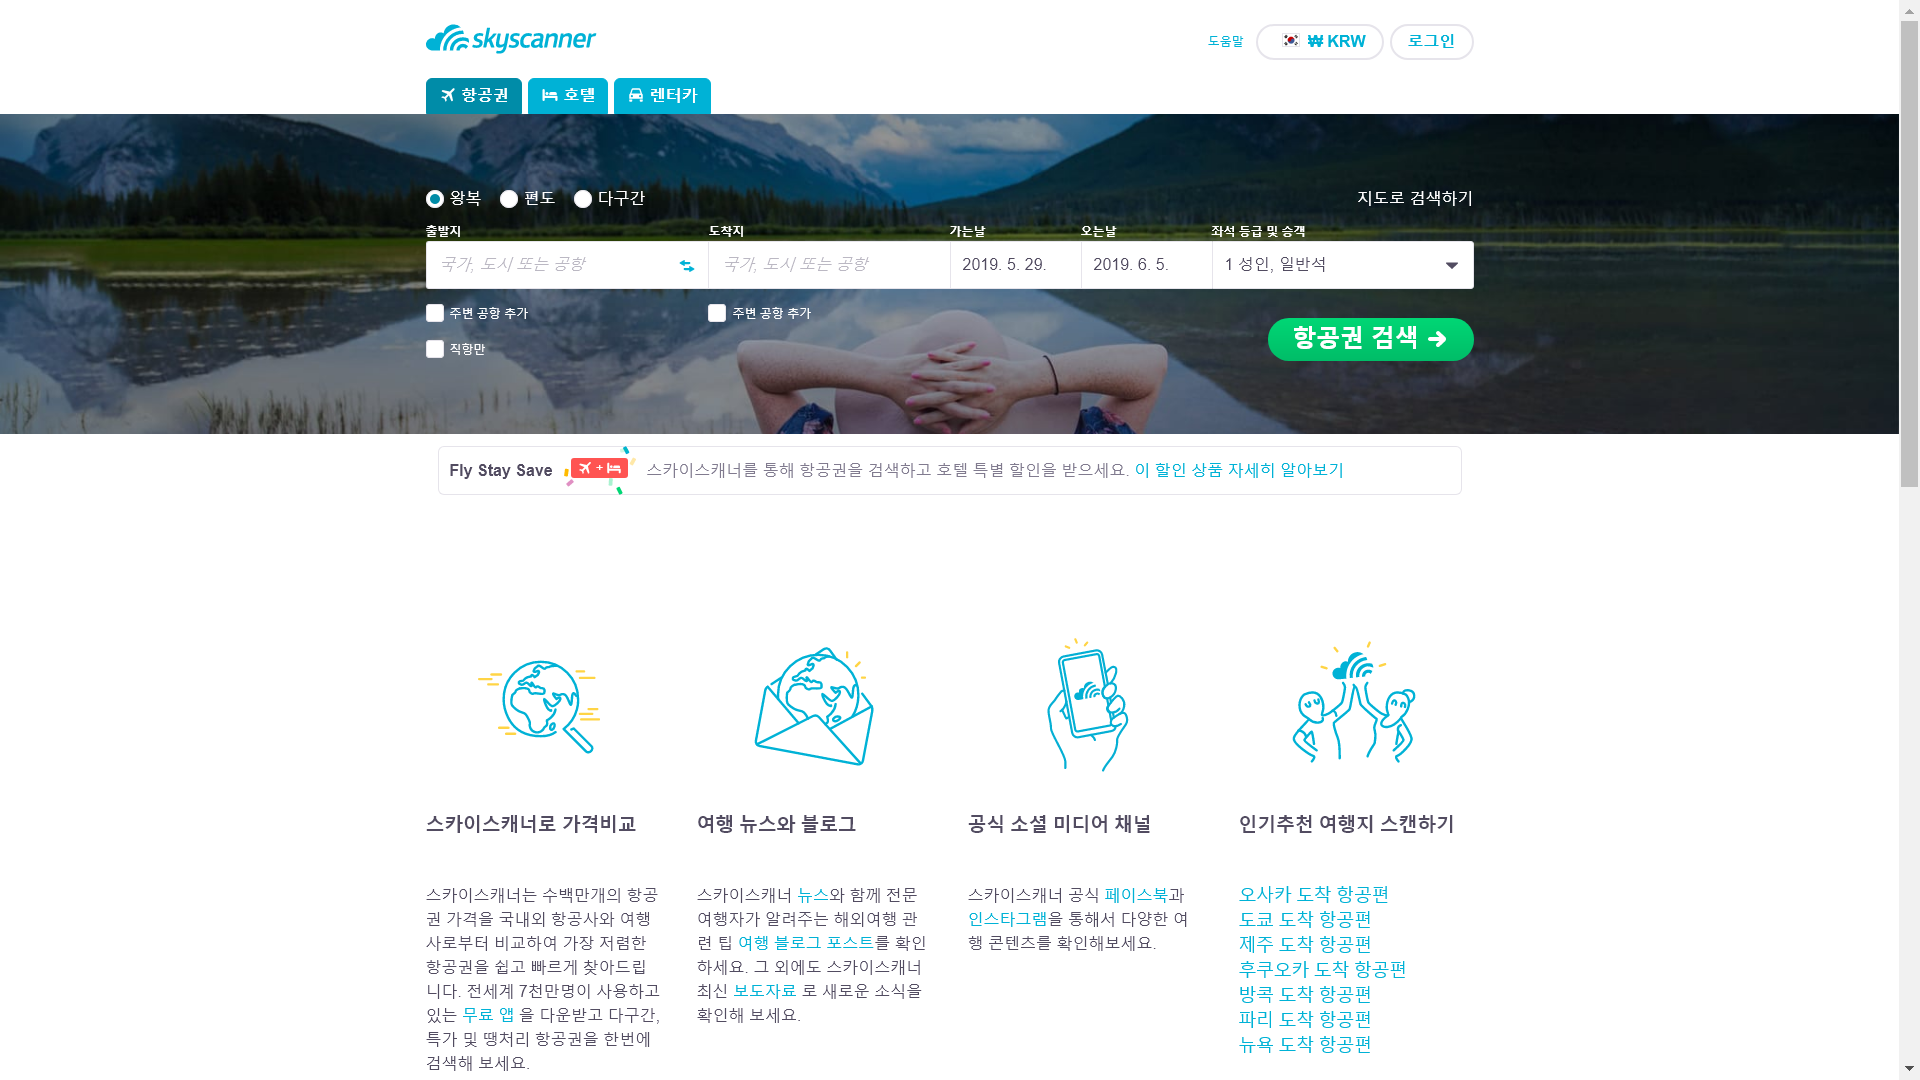 skyscanner
도움말
₩ KRW
로그인
항공권
호텔
렌터카
왕복
편도
다구간
지도로 검색하기
출발지
도착지
가는날
오는날
좌석 등급 및 승객
국가, 도시 또는 공항
국가, 도시 또는 공항
2019. 5. 29.
2019. 6. 5.
1 성인, 일반석
주변 공항 추가
주변 공항 추가
직항만
항공권 검색
Fly Stay Save
스카이스캐너를 통해 항공권을 검색하고 호텔 특별 할인을 받으세요. 이 할인 상품 자세히 알아보기
스카이스캐너로 가격비교
스카이스캐너는 수백만개의 항공
권 가격을 국내외 항공사와 여행
사로부터 비교하여 가장 저렴한
항공권을 쉽고 빠르게 찾아드립
니다. 전세계 7천만명이 사용하고
있는 무료 앱 을 다운받고 다구간,
특가 및 땡처리 항공권을 한번에
검색해 보세요.
여행 뉴스와 블로그
스카이스캐너 뉴스와 함께 전문
여행자가 알려주는 해외여행 관
련 팁 여행 블로그 포스트를 확인
하세요. 그 외에도 스카이스캐너
최신 보도자료 로 새로운 소식을
확인해 보세요.
공식 소셜 미디어 채널
스카이스캐너 공식 페이스북과
인스타그램을 통해서 다양한 여
행 콘텐츠를 확인해보세요.
인기추천 여행지 스캔하기
오사카 도착 항공편
도쿄 도착 항공편
제주 도착 항공편
후쿠오카 도착 항공편
방콕 도착 항공편
파리 도착 항공편
뉴욕 도착 항공편